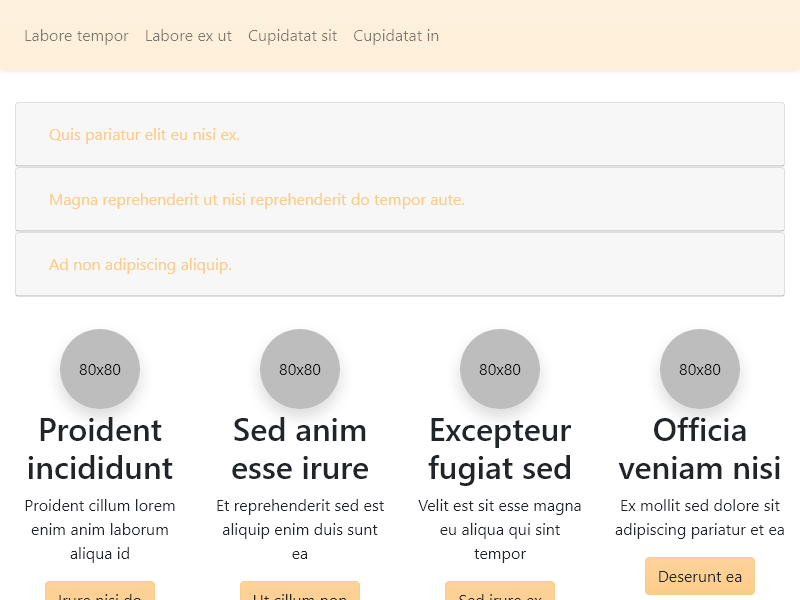 Labore tempor Labore ex ut Cupidatat sit Cupidatat in
Quis pariatur elit eu nisi ex.
Magna reprehenderit ut nisi reprehenderit do tempor aute.
Ad non adipiscing aliquip.
80x80
Proident
incididunt
Proident cillum lorem
enim anim laborum
aliqua id
Irure nisi do
80x80
Sed anim
esse irure
Et reprehenderit sed est
aliquip enim duis sunt
ea
Ut cillum non
80x80
Excepteur
fugiat sed
Velit est sit esse magna
eu aliqua qui sint
tempor
Sed irure ex
80x80
Officia
veniam nisi
Ex mollit sed dolore sit
adipiscing pariatur et ea
Deserunt ea